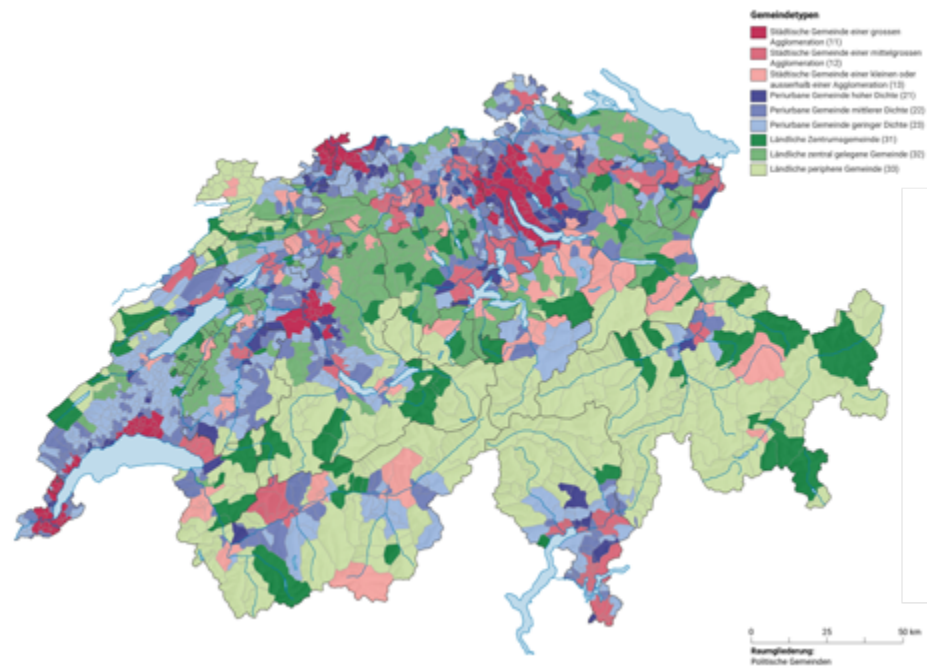 Gemeindetypen
Städtische Gemeinde einer grossen
Agglomeration (11)
Städtische Gemeinde einer mittelgrossen
Agglomeration (12)
Städtische Gemeinde einer kleinen oder
ausserhalb einer Agglomeration (13)
Periurbane Gemeinde hoher Dichte (21)
Periurbane Gemeinde mittlerer Dichte (22)
Periurbane Gemeinde geringer Dichte (23)
Ländliche Zentrumsgemeinde (31)
Ländliche zentral gelegene Gemeinde (32)
Ländliche periphere Gemeinde (33)
0 25 50 km
Raumgliederung:
Politische Gemeinden